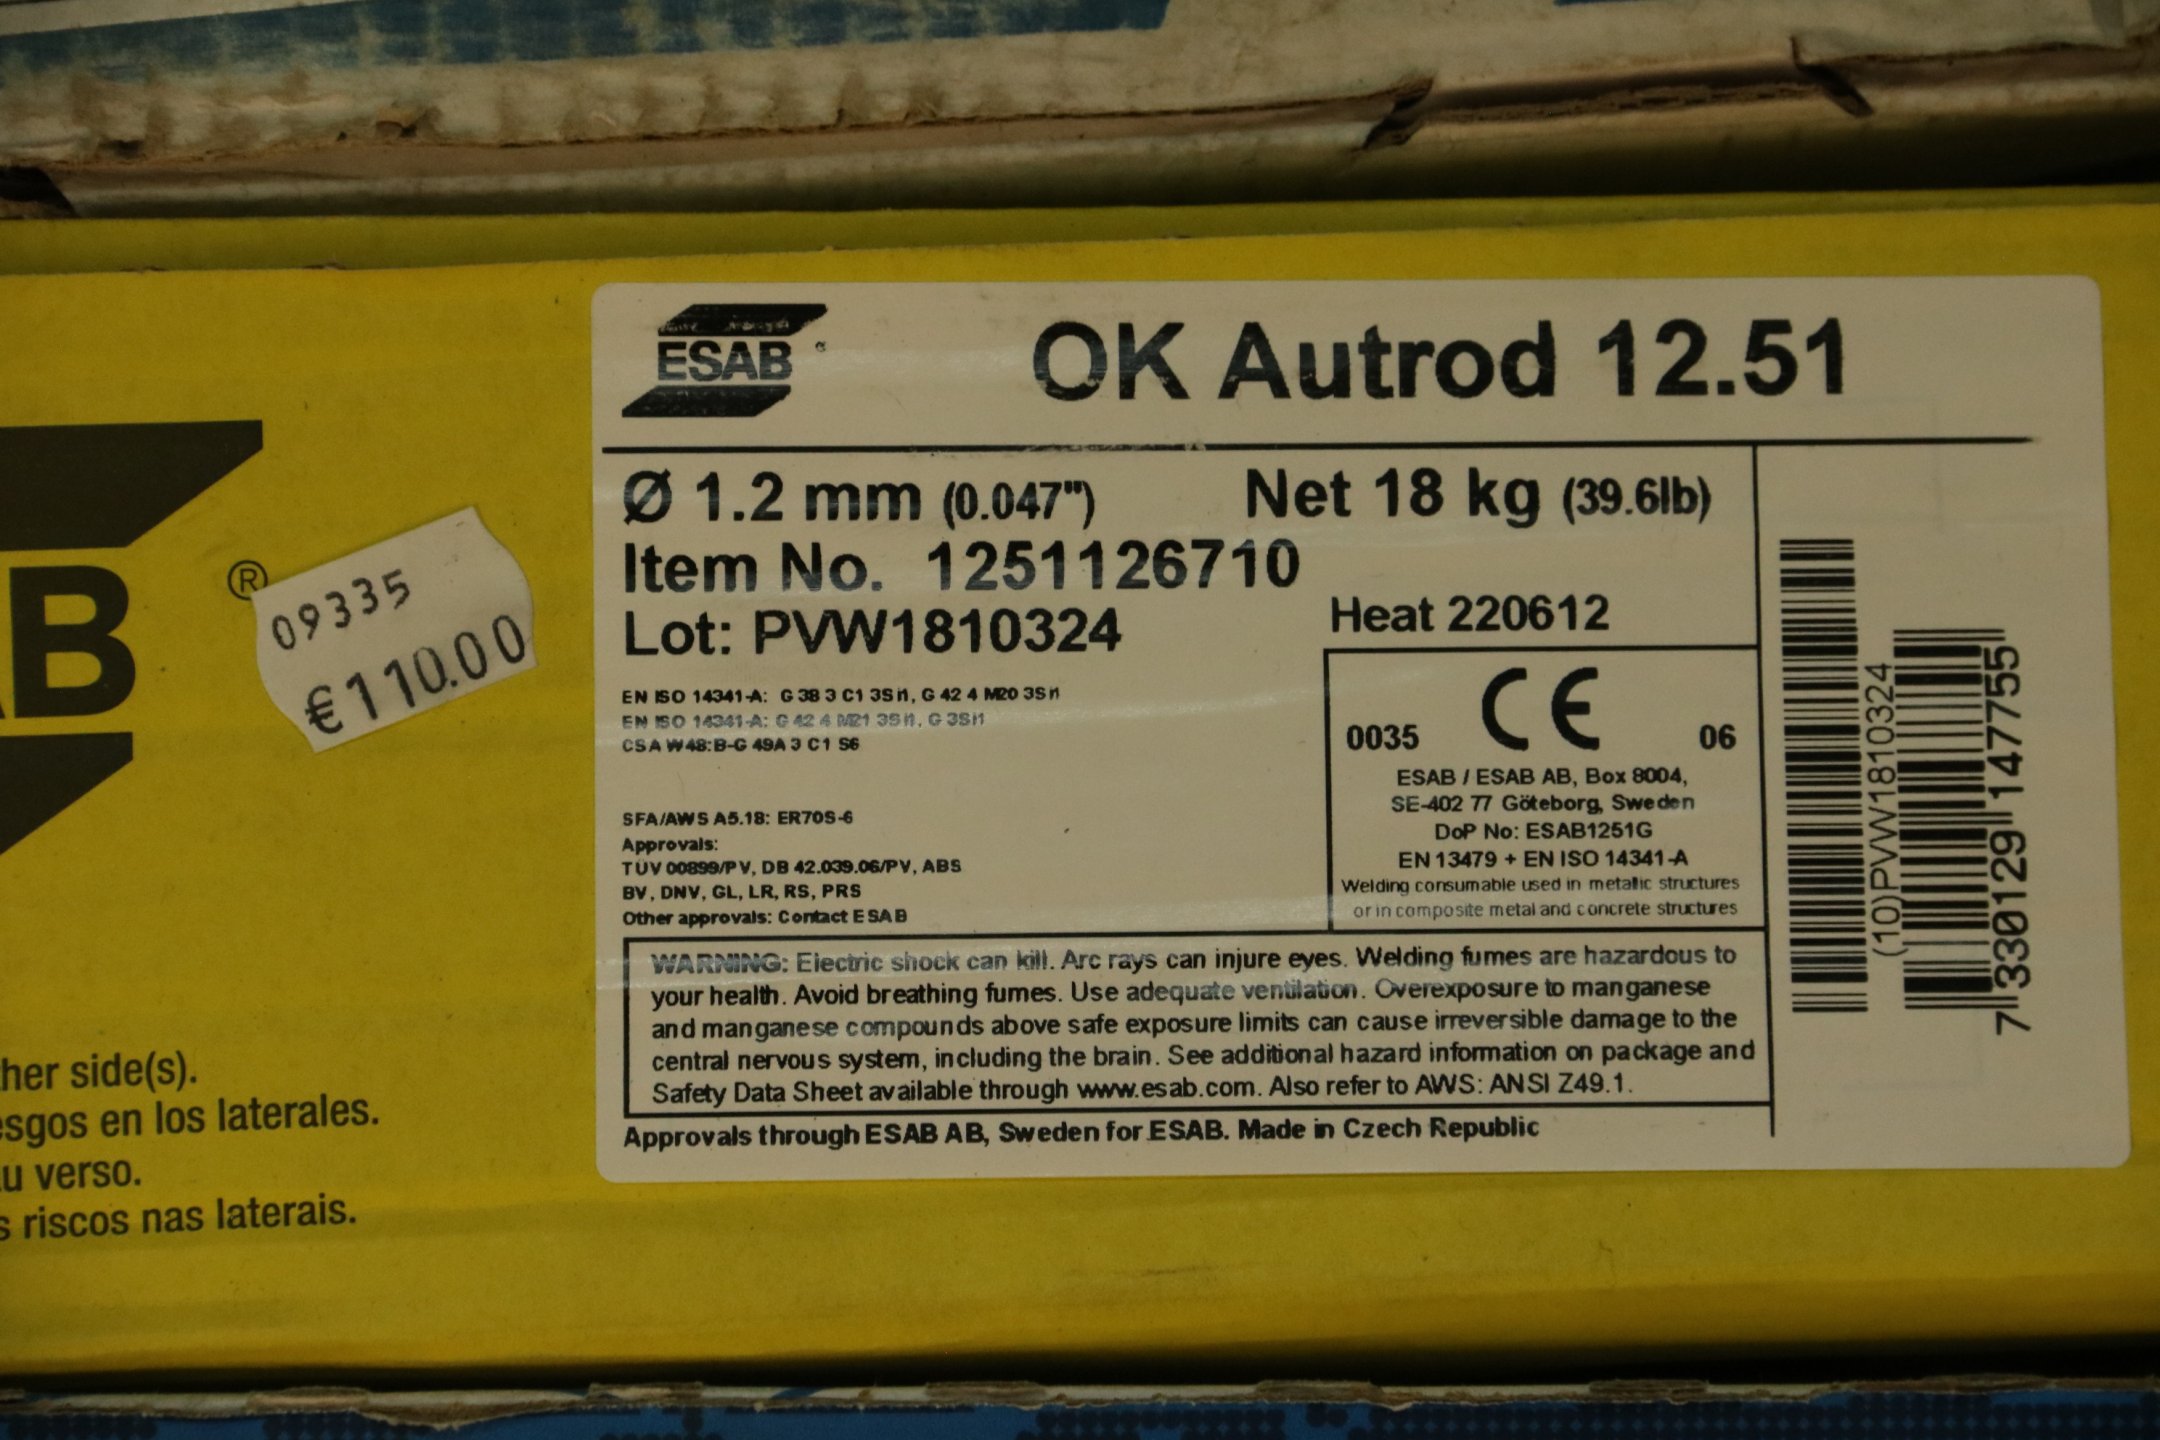 AB
®
09335
€110.00
her side(s).
esgos en los laterales.
u verso.
s riscos nas laterais.
ESAB
OK Autrod 12.51
Ø 1.2 mm (0.047") Net 18 kg (39.6lb)
Item No. 1251126710
Lot: PVW1810324
Heat 220612
EN ISO 14341-A: G 38 3 C1 3Si1, G 42 4 M20 3Si1
EN ISO 14341-A: G 42 4 M21 3Si1, G 3Si1
CSA W48:B-G 49A 3 C1 S6
SFA/AWS A5.18: ER70S-6
Approvals:
TÜV 00899/PV, DB 42.039.06/PV, ABS
BV, DNV, GL, LR, RS, PRS
Other approvals: Contact ESAB
CE
0035 06
ESAB / ESAB AB, Box 8004,
SE-402 77 Göteborg, Sweden
DoP No: ESAB1251G
EN 13479 + EN ISO 14341-A
Welding consumable used in metallic structures
or in composite metal and concrete structures
WARNING: Electric shock can kill. Arc rays can injure eyes. Welding fumes are hazardous to
your health. Avoid breathing fumes. Use adequate ventilation. Overexposure to manganese
and manganese compounds above safe exposure limits can cause irreversible damage to the
central nervous system, including the brain. See additional hazard information on package and
Safety Data Sheet available through www.esab.com. Also refer to AWS: ANSI Z49.1.
Approvals through ESAB AB, Sweden for ESAB. Made in Czech Republic
(10)PVW1810324
7 330129 147755